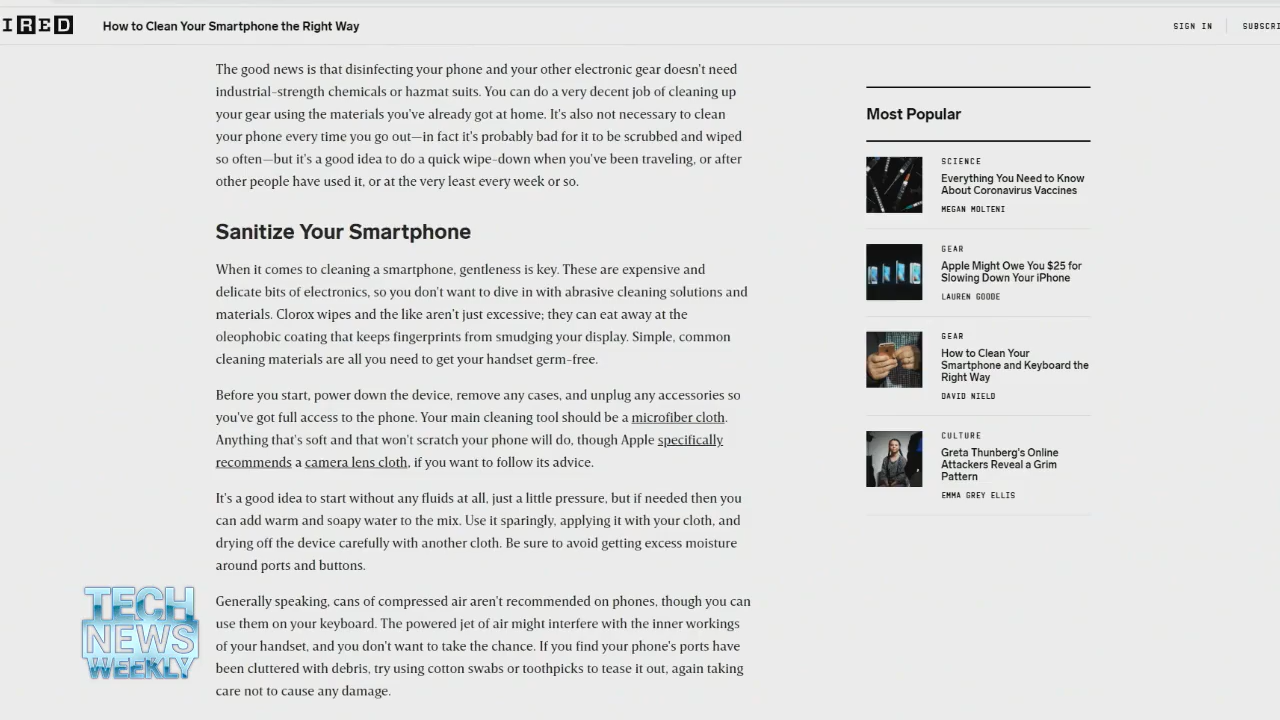 IRED
How to Clean Your Smartphone the Right Way
SIGN IN
SUBSCRI
The good news is that disinfecting your phone and your other electronic gear doesn't need
industrial-strength chemicals or hazmat suits. You can do a very decent job of cleaning up
your gear using the materials you've already got at home. It's also not necessary to clean
your phone every time you go out—in fact it's probably bad for it to be scrubbed and wiped
so often—but it's a good idea to do a quick wipe-down when you've been traveling, or after
other people have used it, or at the very least every week or so.
Sanitize Your Smartphone
When it comes to cleaning a smartphone, gentleness is key. These are expensive and
delicate bits of electronics, so you don't want to dive in with abrasive cleaning solutions and
materials. Clorox wipes and the like aren't just excessive; they can eat away at the
oleophobic coating that keeps fingerprints from smudging your display. Simple, common
cleaning materials are all you need to get your handset germ-free.
Before you start, power down the device, remove any cases, and unplug any accessories so
you've got full access to the phone. Your main cleaning tool should be a microfiber cloth.
Anything that's soft and that won't scratch your phone will do, though Apple specifically
recommends a camera lens cloth, if you want to follow its advice.
It's a good idea to start without any fluids at all, just a little pressure, but if needed then you
can add warm and soapy water to the mix. Use it sparingly, applying it with your cloth, and
drying off the device carefully with another cloth. Be sure to avoid getting excess moisture
around ports and buttons.
Generally speaking, cans of compressed air aren't recommended on phones, though you can
use them on your keyboard. The powered jet of air might interfere with the inner workings
of your handset, and you don't want to take the chance. If you find your phone's ports have
been cluttered with debris, try using cotton swabs or toothpicks to tease it out, again taking
care not to cause any damage.
Most Popular
SCIENCE
Everything You Need to Know
About Coronavirus Vaccines
MEGAN MOLTENI
GEAR
Apple Might Owe You $25 for
Slowing Down Your iPhone
LAUREN GOODE
GEAR
How to Clean Your
Smartphone and Keyboard the
Right Way
DAVID NIELD
CULTURE
Greta Thunberg's Online
Attackers Reveal a Grim
Pattern
EMMA GREY ELLIS
TECH
NEWS
WEEKLY